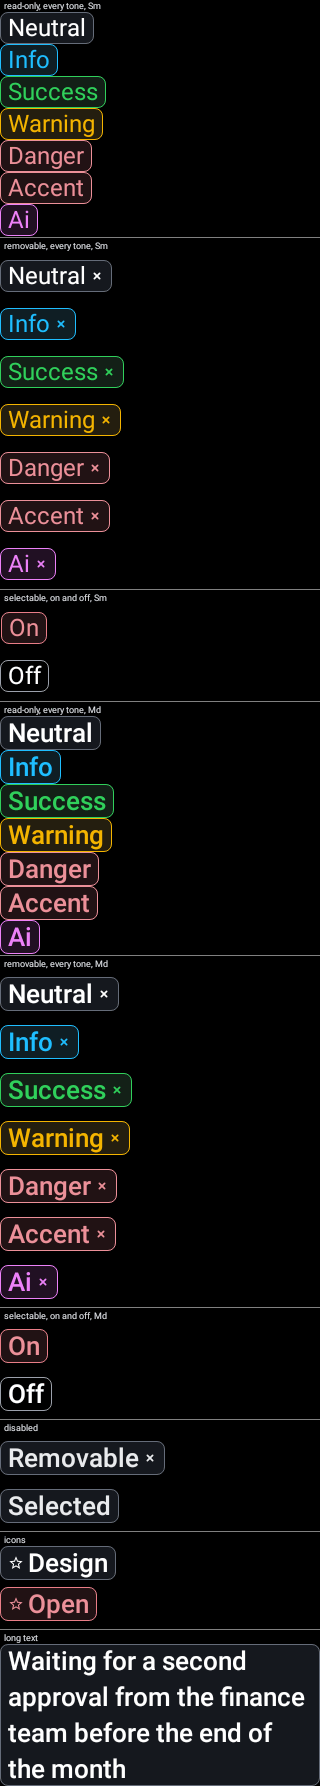 read-only, every tone, Sm
Neutral
Info
Success
Warning
Danger
Accent
Ai
removable, every tone, Sm
Neutral ×
Info ×
Success ×
Warning ×
Danger ×
Accent ×
Ai ×
selectable, on and off, Sm
On
Off
read-only, every tone, Md
Neutral
Info
Success
Warning
Danger
Accent
Ai
removable, every tone, Md
Neutral ×
Info ×
Success ×
Warning ×
Danger ×
Accent ×
Ai ×
selectable, on and off, Md
On
Off
disabled
Removable ×
Selected
icons
☆ Design
☆ Open
long text
Waiting for a second
approval from the finance
team before the end of
the month